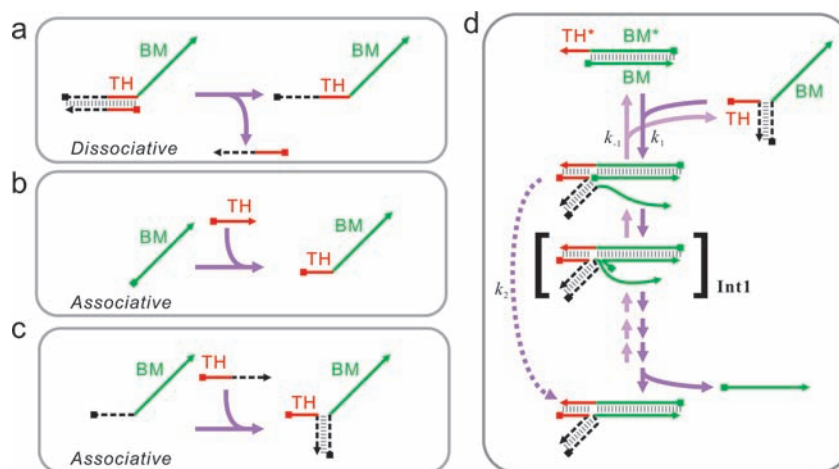 a
BM
TH
BM
TH
Dissociative
b
BM
TH
BM
TH
Associative
c
BM
TH
BM
TH
Associative
d
TH* BM*
BM
BM
TH
k-1 k1
Int1
k2